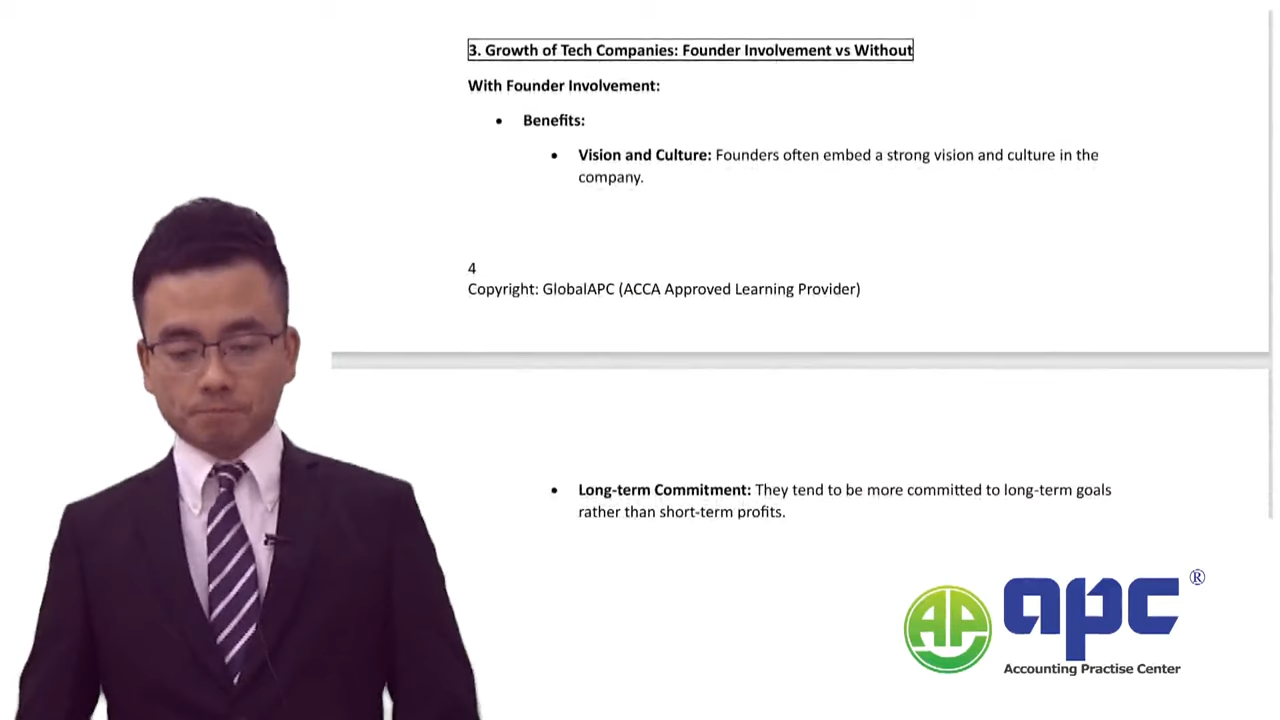 3. Growth of Tech Companies: Founder Involvement vs Without
With Founder Involvement:
• Benefits:
• Vision and Culture: Founders often embed a strong vision and culture in the
company.
4
Copyright: GlobalAPC (ACCA Approved Learning Provider)
• Long-term Commitment: They tend to be more committed to long-term goals
rather than short-term profits.
AP apc ®
Accounting Practise Center